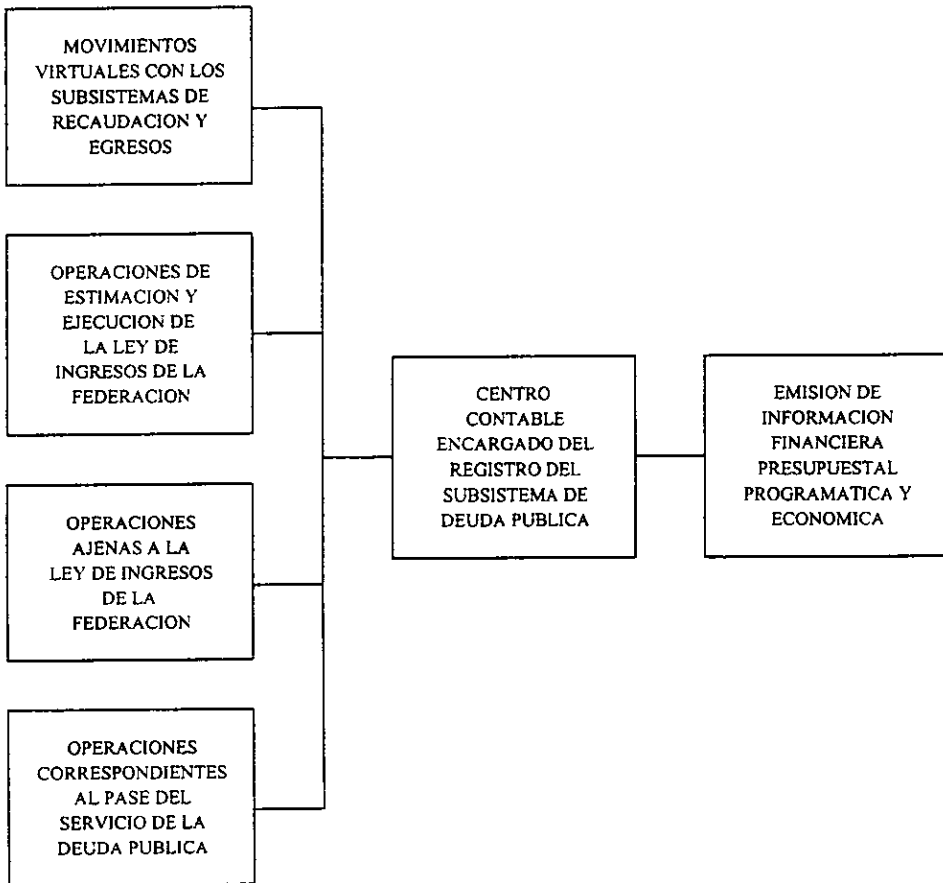 MOVIMIENTOS
VIRTUALES CON LOS
SUBSISTEMAS DE
RECAUDACION Y
EGRESOS
OPERACIONES DE
ESTIMACION Y
EJECUCION DE
LA LEY DE
INGRESOS DE LA
FEDERACION
OPERACIONES
AJENAS A LA
LEY DE INGRESOS
DE LA
FEDERACION
OPERACIONES
CORRESPONDIENTES
AL PASE DEL
SERVICIO DE LA
DEUDA PUBLICA
CENTRO
CONTABLE
ENCARGADO DEL
REGISTRO DEL
SUBSISTEMA DE
DEUDA PUBLICA
EMISION DE
INFORMACION
FINANCIERA
PRESUPUESTAL
PROGRAMATICA Y
ECONOMICA